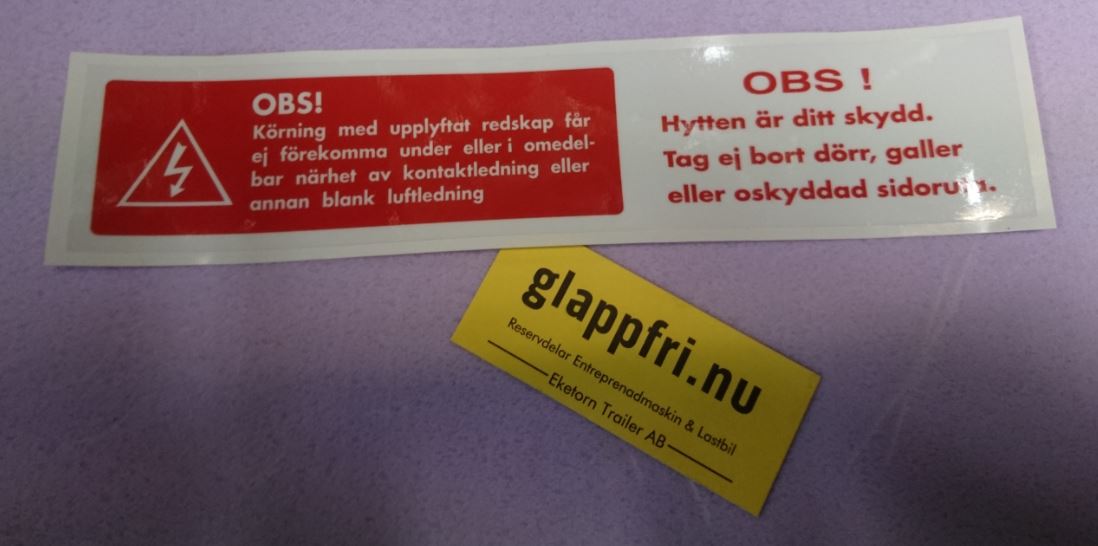 OBS!
Körning med upplyftat redskap får
ej förekomma under eller i omedel-
bar närhet av kontaktledning eller
annan blank luftledning
OBS !
Hytten är ditt skydd.
Tag ej bort dörr, galler
eller oskyddad sidoruta.
glappfri.nu
Reservdelar Entreprenadmaskin & Lastbil
Eketorn Trailer AB